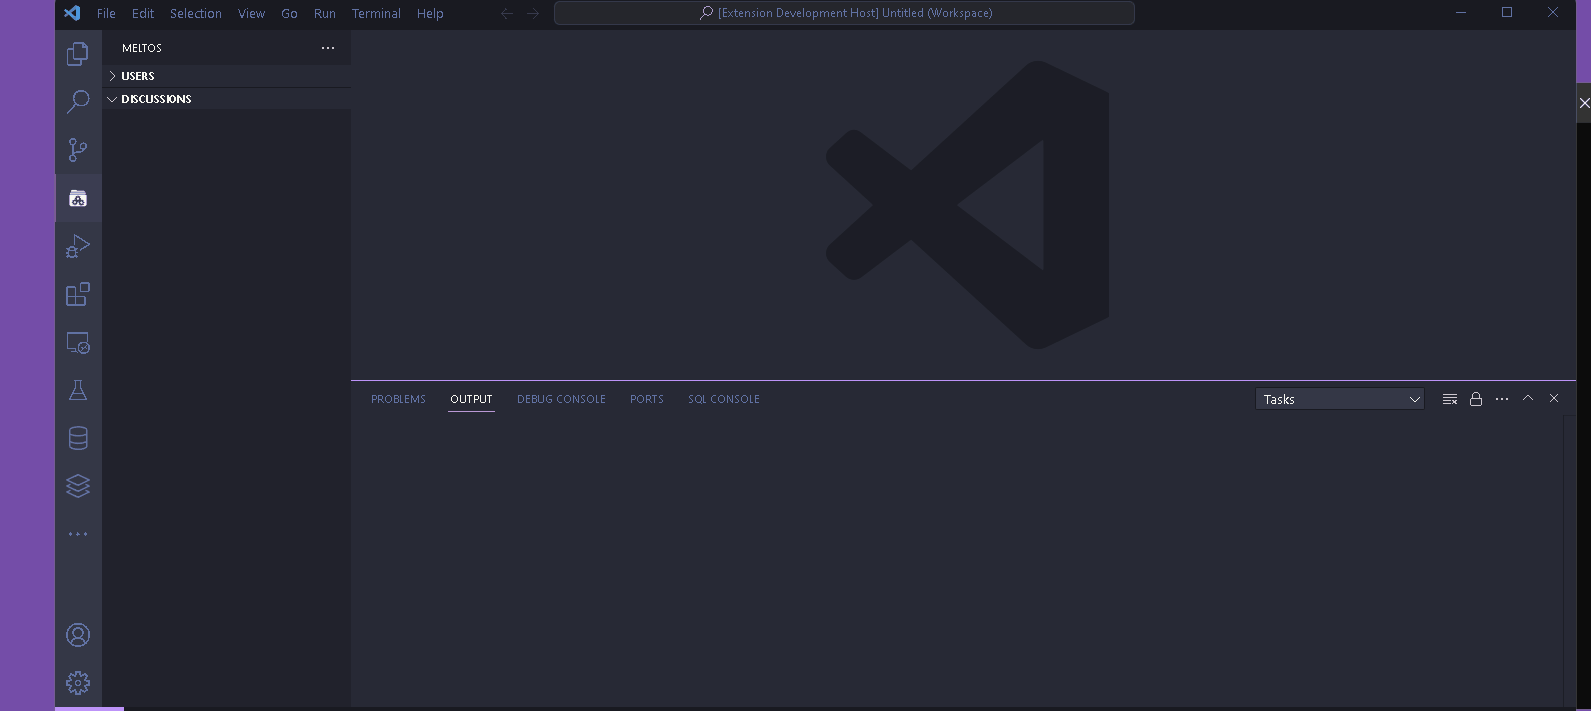 File Edit Selection View Go Run Terminal Help
[Extension Development Host] Untitled (Workspace)
MELTOS
USERS
DISCUSSIONS
PROBLEMS OUTPUT DEBUG CONSOLE PORTS SQL CONSOLE
Tasks